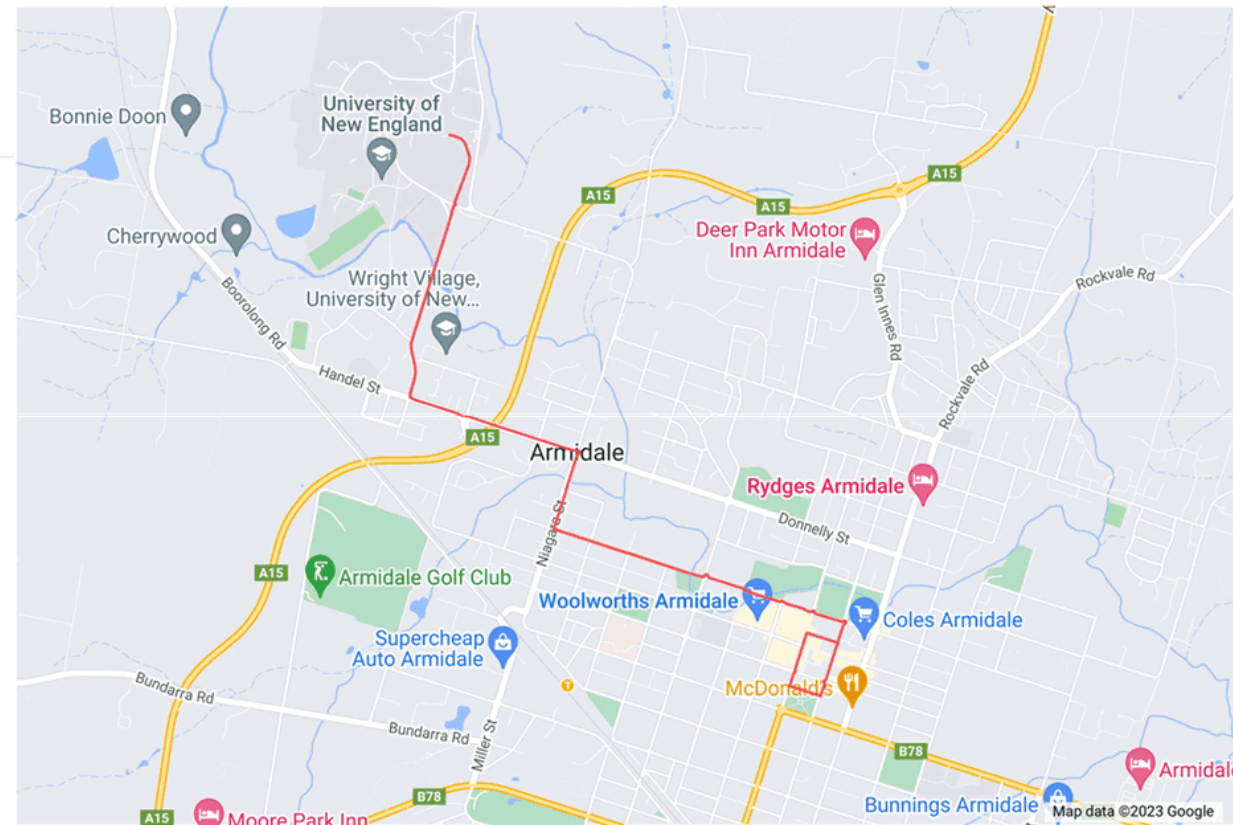 University of
New England
Bonnie Doon
A15
A15
A15
Cherrywood
Deer Park Motor
Inn Armidale
Wright Village,
University of New...
Rockvale Rd
Boorolong Rd
Glen Innes Rd
Handel St
Rockvale Rd
A15
Armidale
Rydges Armidale
Niagara St
Donnelly St
A15
Armidale Golf Club
Woolworths Armidale
Coles Armidale
Supercheap
Auto Armidale
McDonald's
Bundarra Rd
Bundarra Rd
Miller St
B78
Armidale
B78
Bunnings Armidale
A15
Moore Park Inn
Map data ©2023 Google